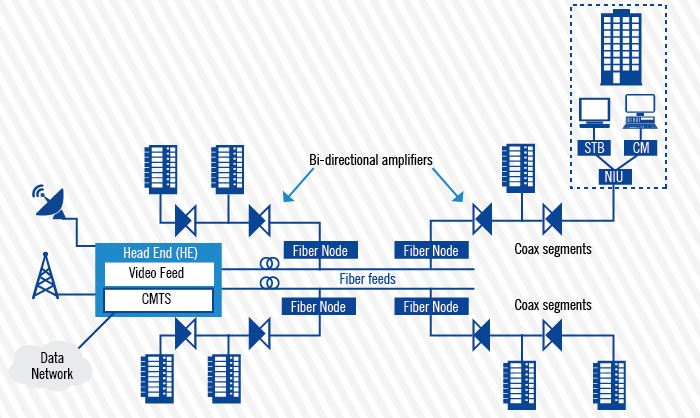 STB
CM
NIU
Bi-directional amplifiers
Head End (HE)
Video Feed
CMTS
Fiber Node
Fiber Node
Coax segments
Fiber feeds
Fiber Node
Fiber Node
Coax segments
Data
Network